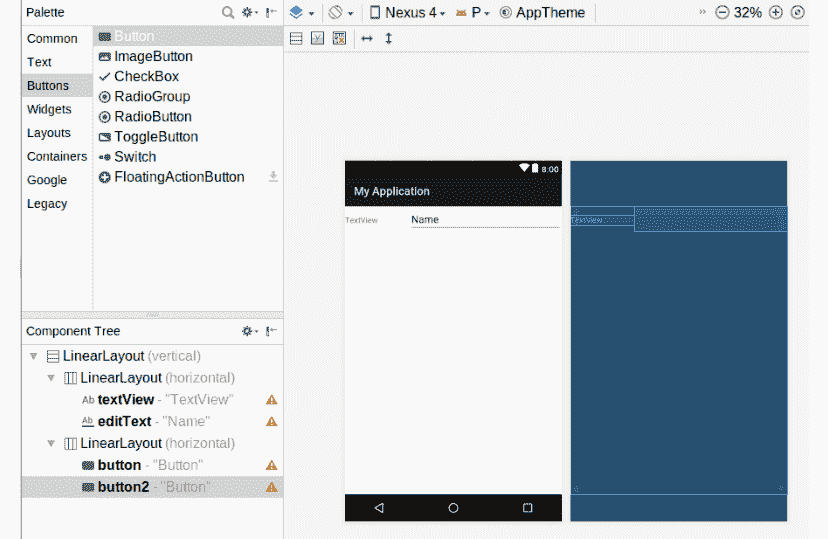 Palette
Nexus 4 P AppTheme 32%
Common
Text
Buttons
Widgets
Layouts
Containers
Google
Legacy
Button
ImageButton
CheckBox
RadioGroup
RadioButton
ToggleButton
Switch
FloatingActionButton
8:00
My Application
TextView Name
TextView
Component Tree
LinearLayout (vertical)
LinearLayout (horizontal)
Ab textView - "TextView"
Ab editText - "Name"
LinearLayout (horizontal)
button - "Button"
button2 - "Button"